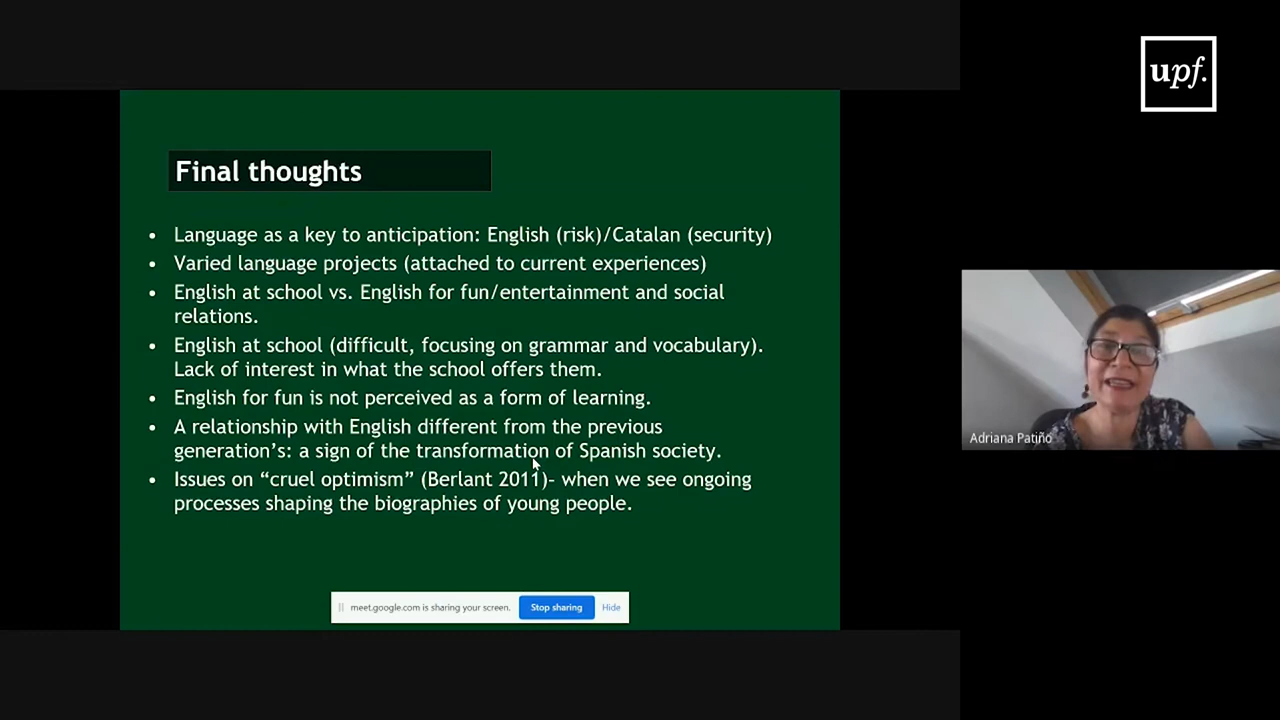 upf.
Final thoughts
• Language as a key to anticipation: English (risk)/Catalan (security)
• Varied language projects (attached to current experiences)
• English at school vs. English for fun/entertainment and social
relations.
• English at school (difficult, focusing on grammar and vocabulary).
Lack of interest in what the school offers them.
• English for fun is not perceived as a form of learning.
• A relationship with English different from the previous
generation’s: a sign of the transformation of Spanish society.
• Issues on “cruel optimism” (Berlant 2011)– when we see ongoing
processes shaping the biographies of young people.
Adriana Patiño
meet.google.com is sharing your screen. Stop sharing Hide